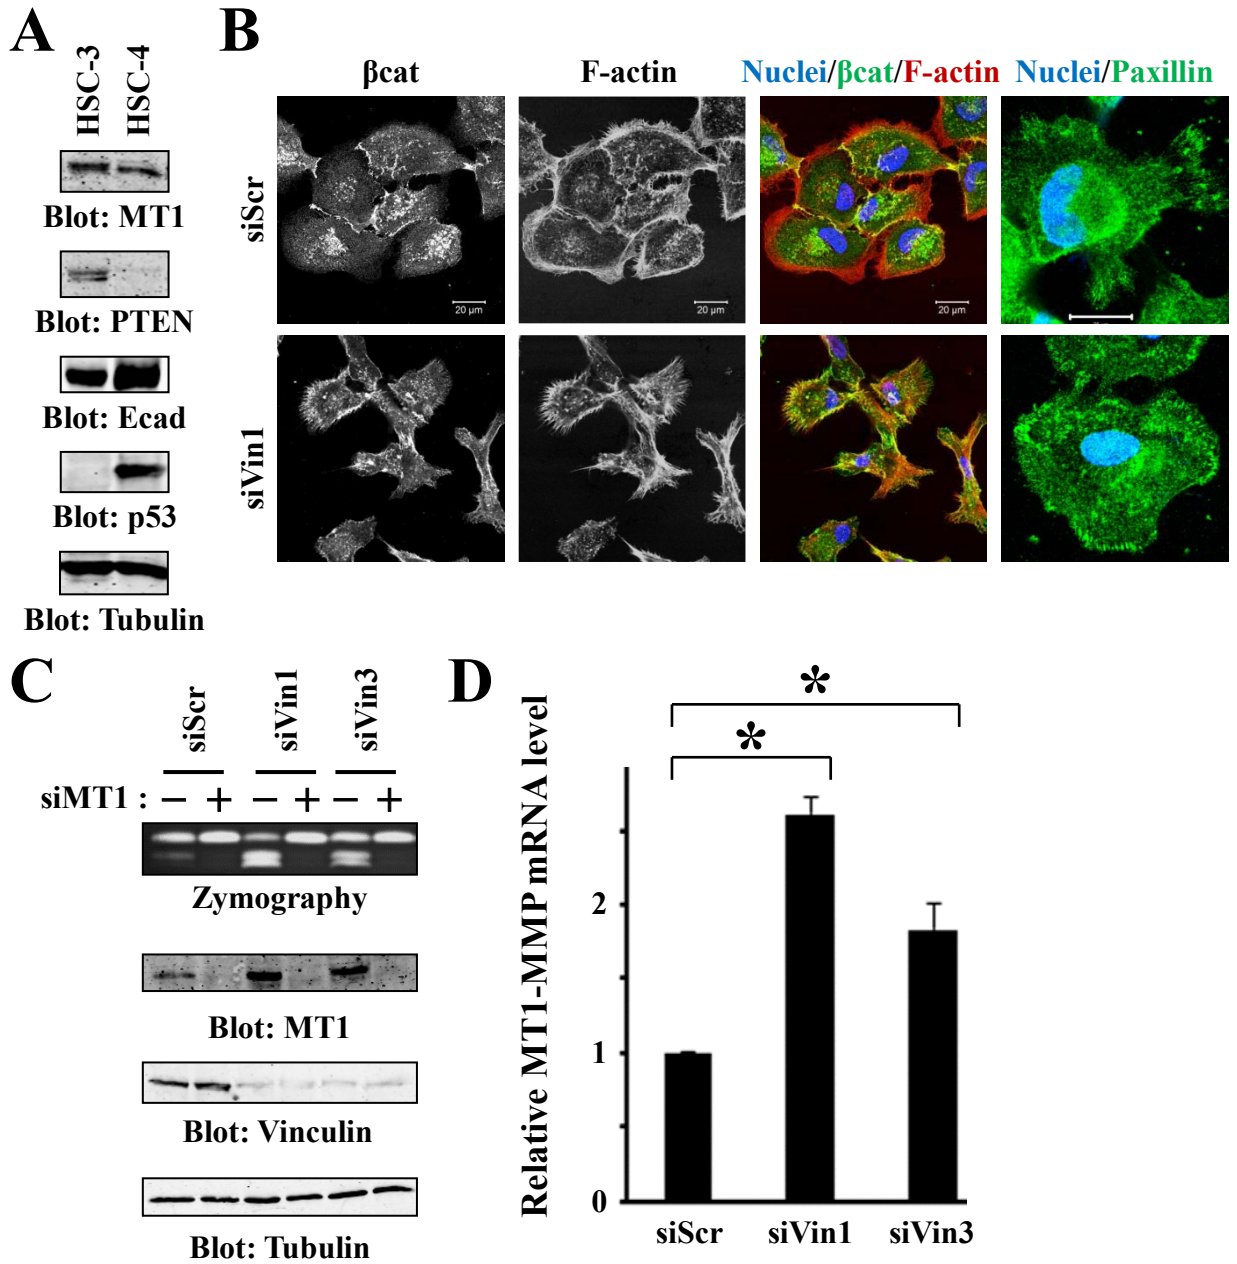 A
HSC-3
HSC-4
Blot: MT1
Blot: PTEN
Blot: Ecad
Blot: p53
Blot: Tubulin
B
βcat
F-actin
Nuclei/βcat/F-actin
Nuclei/Paxillin
siScr
20 µm
20 µm
20 µm
siVin1
C
siScr
siVin1
siVin3
siMT1 : − + − + − +
Zymography
Blot: MT1
Blot: Vinculin
Blot: Tubulin
D
Relative MT1-MMP mRNA level
*
*
2
1
0
siScr
siVin1
siVin3